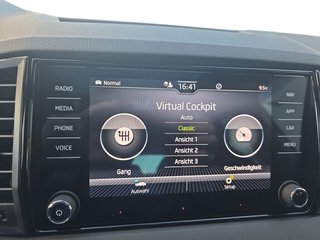 RADIO
MEDIA
PHONE
VOICE
Normal
16:41
9.5°C
Virtual Cockpit
Auto
Classic
Ansicht 1
Ansicht 2
Ansicht 3
Gang
Geschwindigkeit
Auswahl
Setup
NAV
APP
CAR
MENU